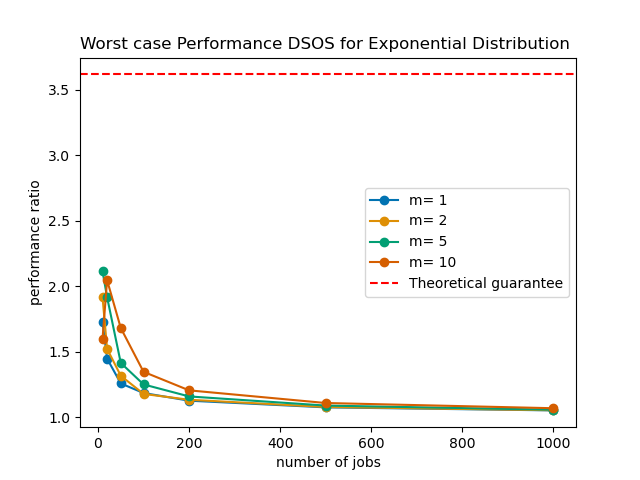 Worst case Performance DSOS for Exponential Distribution
performance ratio
3.5
3.0
2.5
2.0
1.5
1.0
m= 1
m= 2
m= 5
m= 10
Theoretical guarantee
0 200 400 600 800 1000
number of jobs